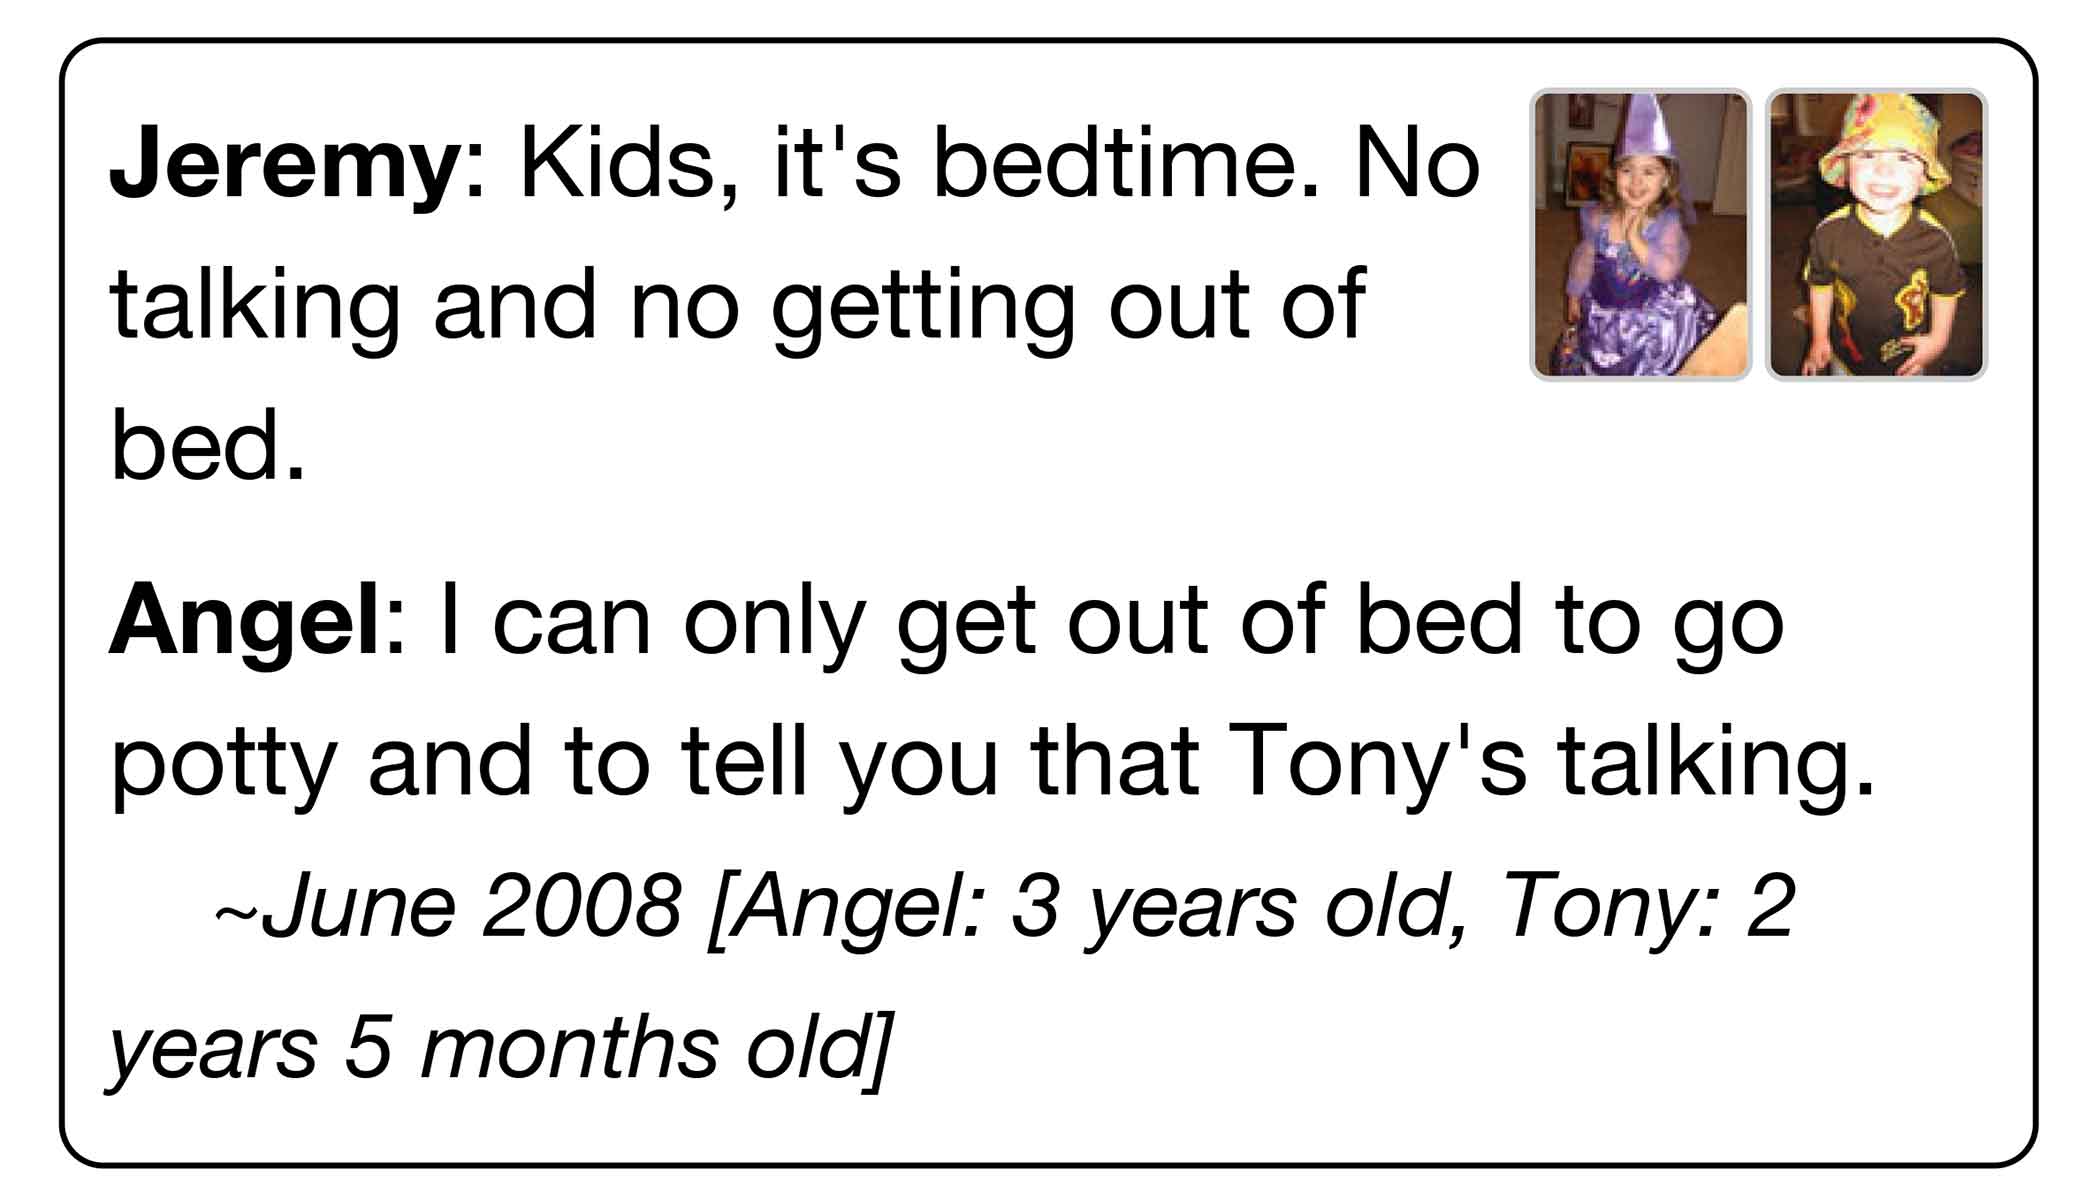 Jeremy: Kids, it's bedtime. No
talking and no getting out of
bed.
Angel: I can only get out of bed to go
potty and to tell you that Tony's talking.
~June 2008 [Angel: 3 years old, Tony: 2
years 5 months old]